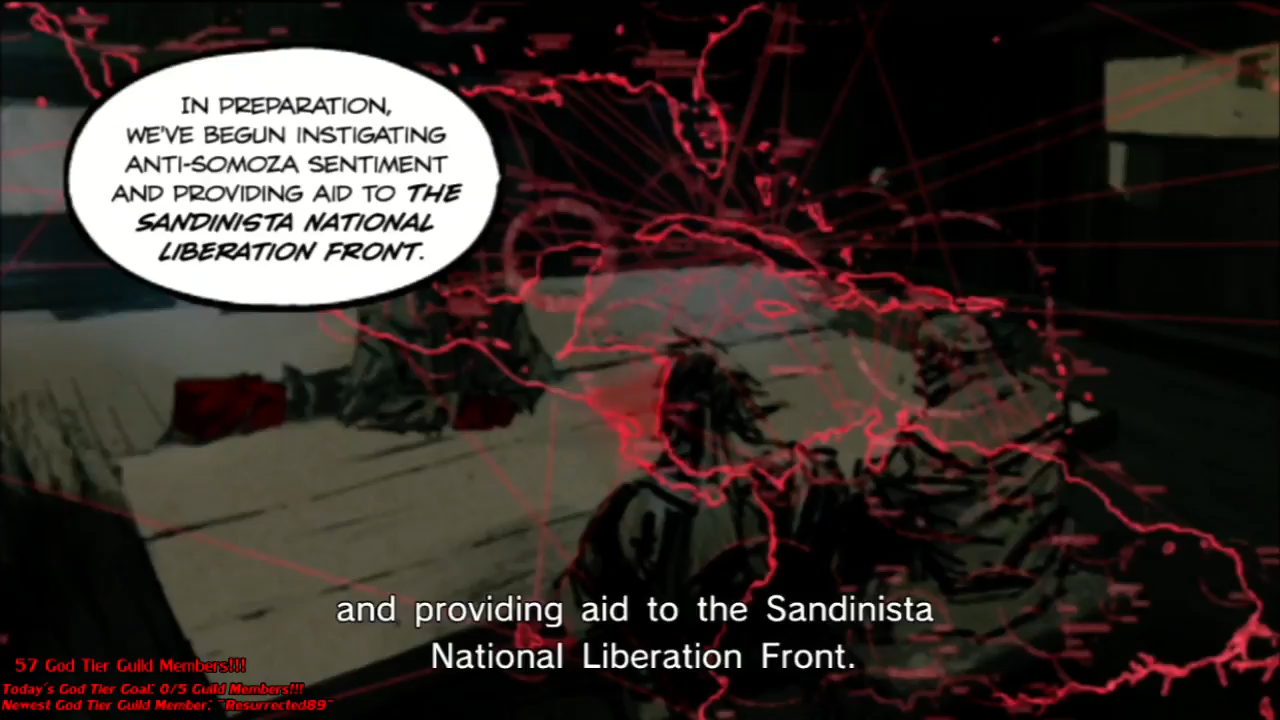 IN PREPARATION,
WE'VE BEGUN INSTIGATING
ANTI-SOMOZA SENTIMENT
AND PROVIDING AID TO THE
SANDINISTA NATIONAL
LIBERATION FRONT.
and providing aid to the Sandinista
National Liberation Front.
57 God Tier Guild Members!!!
Today's God Tier Goal: 0/5 Guild Members!!!
Newest God Tier Guild Member: "Resurrected89"